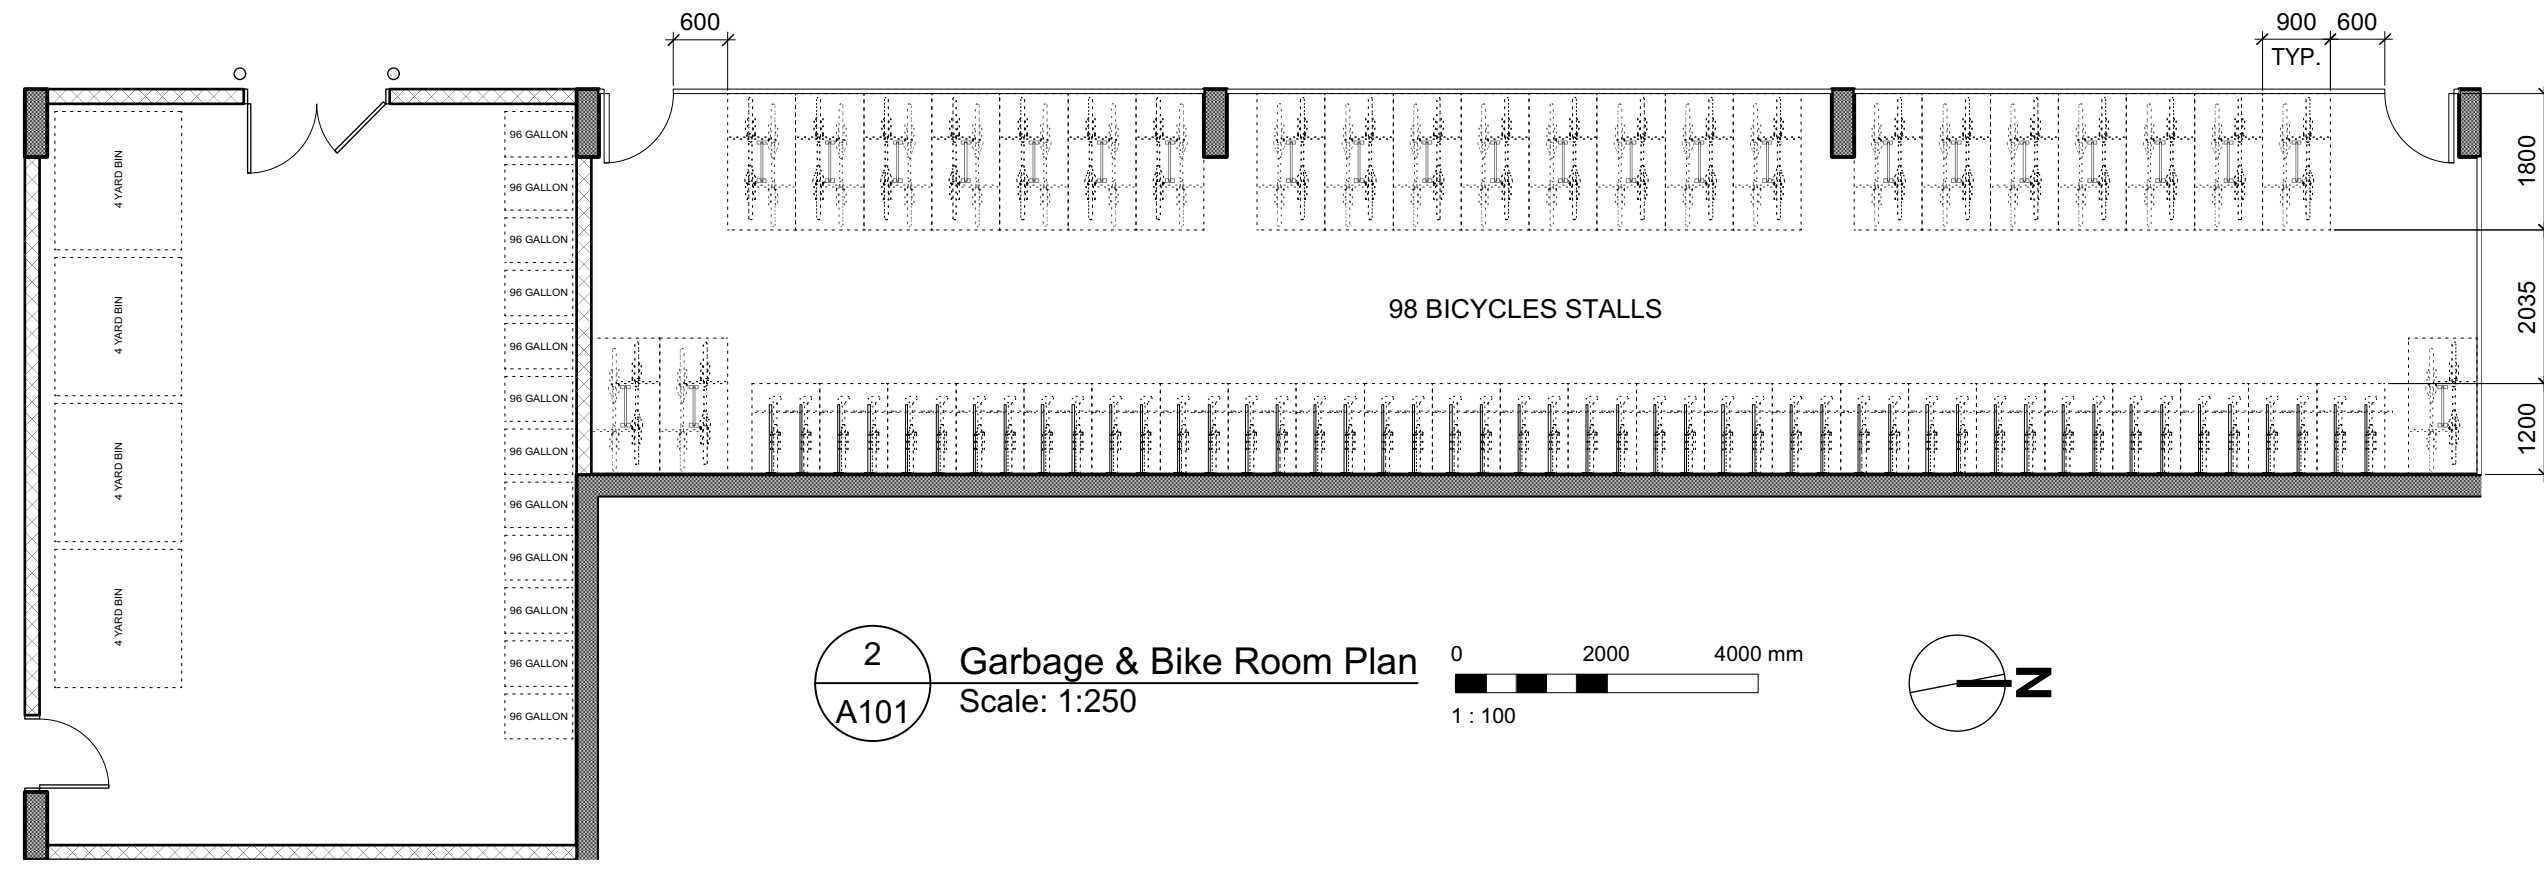 600
900
600
TYP.
96 GALLON
96 GALLON
96 GALLON
96 GALLON
96 GALLON
96 GALLON
96 GALLON
96 GALLON
96 GALLON
96 GALLON
96 GALLON
96 GALLON
4 YARD BIN
4 YARD BIN
4 YARD BIN
4 YARD BIN
98 BICYCLES STALLS
1800
2035
1200
2
A101
Garbage & Bike Room Plan
Scale: 1:250
0 2000 4000 mm
1 : 100
N